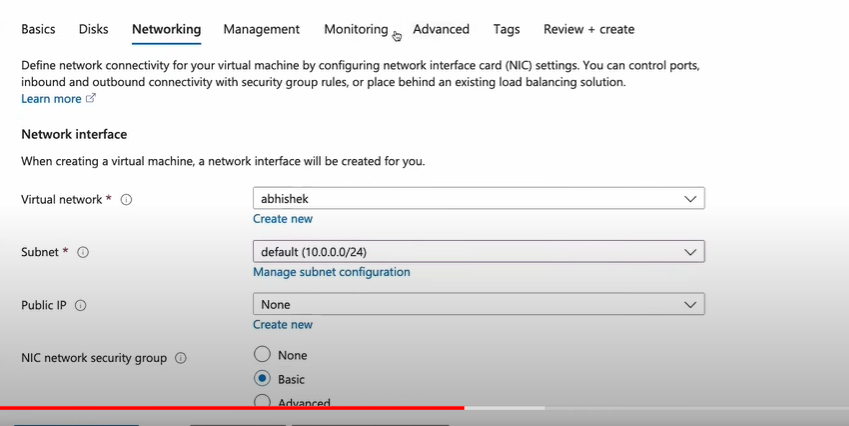 Basics Disks Networking Management Monitoring Advanced Tags Review + create
Define network connectivity for your virtual machine by configuring network interface card (NIC) settings. You can control ports,
inbound and outbound connectivity with security group rules, or place behind an existing load balancing solution.
Learn more
Network interface
When creating a virtual machine, a network interface will be created for you.
Virtual network * abhishek
Create new
Subnet * default (10.0.0.0/24)
Manage subnet configuration
Public IP None
Create new
NIC network security group None
Basic
Advanced